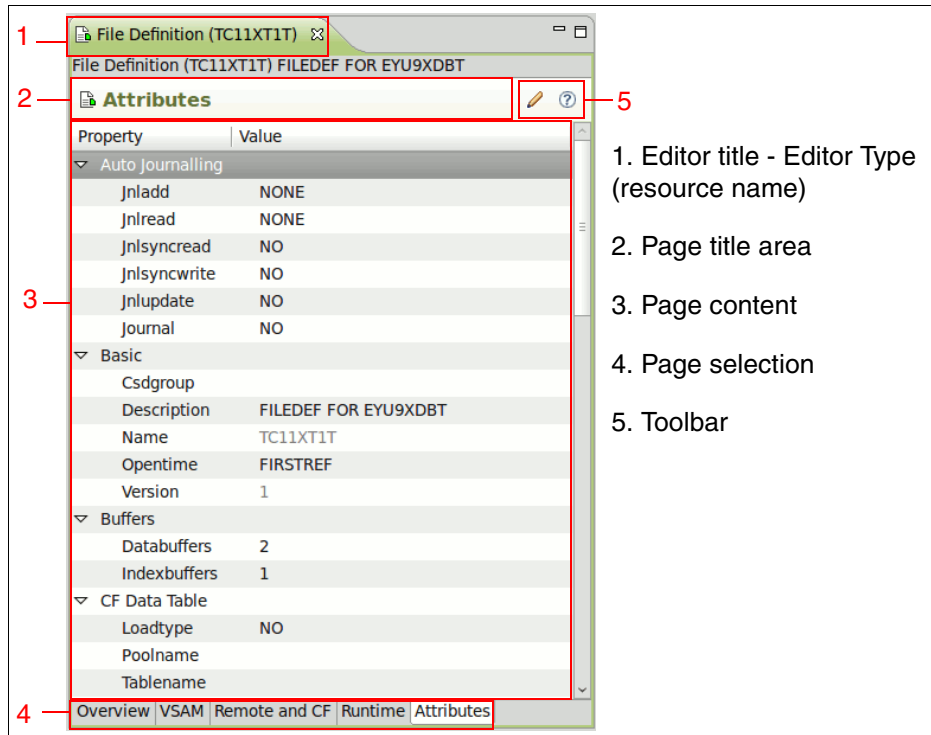 1
File Definition (TC11XT1T)
File Definition (TC11XT1T) FILEDEF FOR EYU9XDBT
2
Attributes
5
Property Value
Auto Journalling
Jnladd NONE
Jnlread NONE
Jnlsyncread NO
Jnlsyncwrite NO
3
Jnlupdate NO
Journal NO
Basic
Csdgroup
Description FILEDEF FOR EYU9XDBT
Name TC11XT1T
Opentime FIRSTREF
Version 1
Buffers
Databuffers 2
Indexbuffers 1
CF Data Table
Loadtype NO
Poolname
Tablename
4
Overview VSAM Remote and CF Runtime Attributes
1. Editor title - Editor Type
(resource name)
2. Page title area
3. Page content
4. Page selection
5. Toolbar